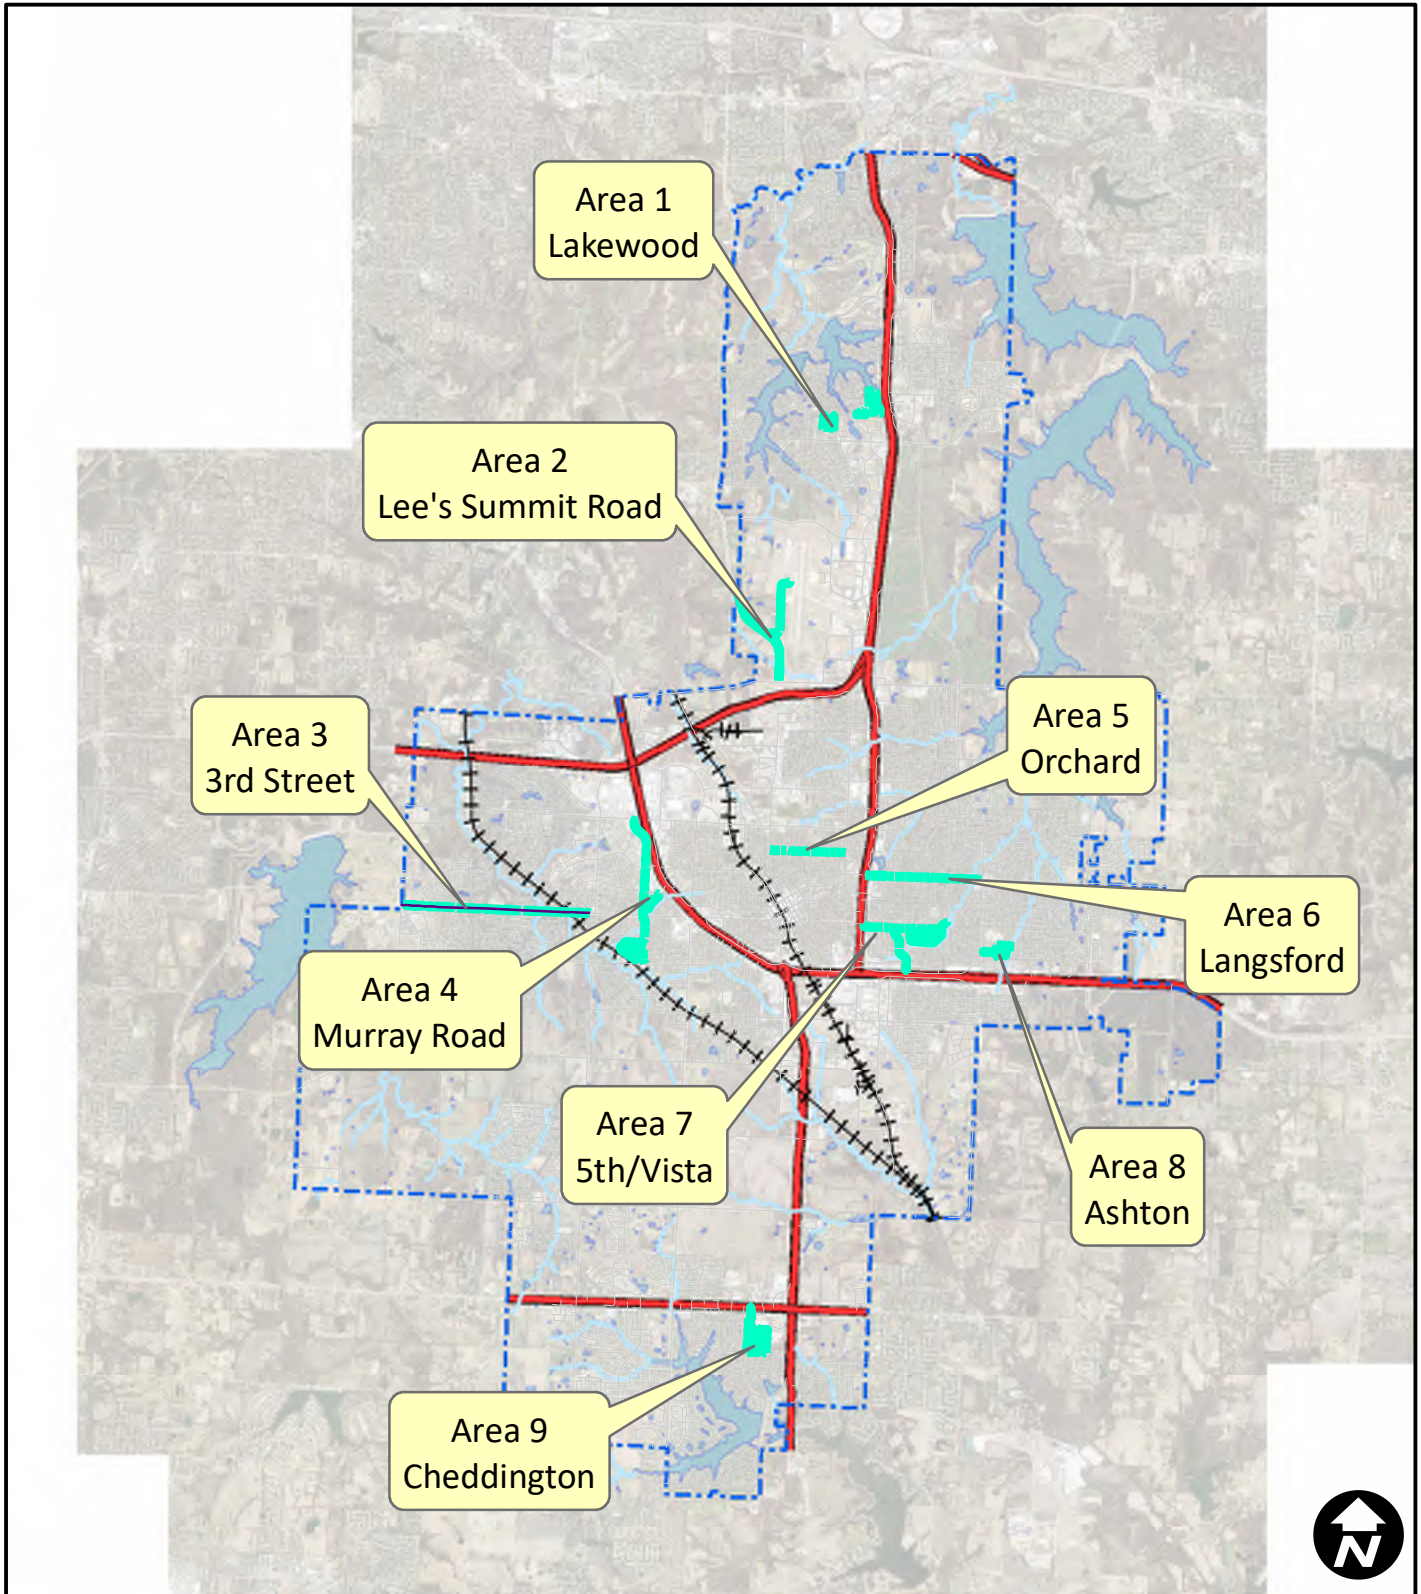 Area 1
Lakewood
Area 2
Lee's Summit Road
Area 3
3rd Street
Area 5
Orchard
Area 4
Murray Road
Area 6
Langsford
Area 7
5th/Vista
Area 8
Ashton
Area 9
Cheddington
N